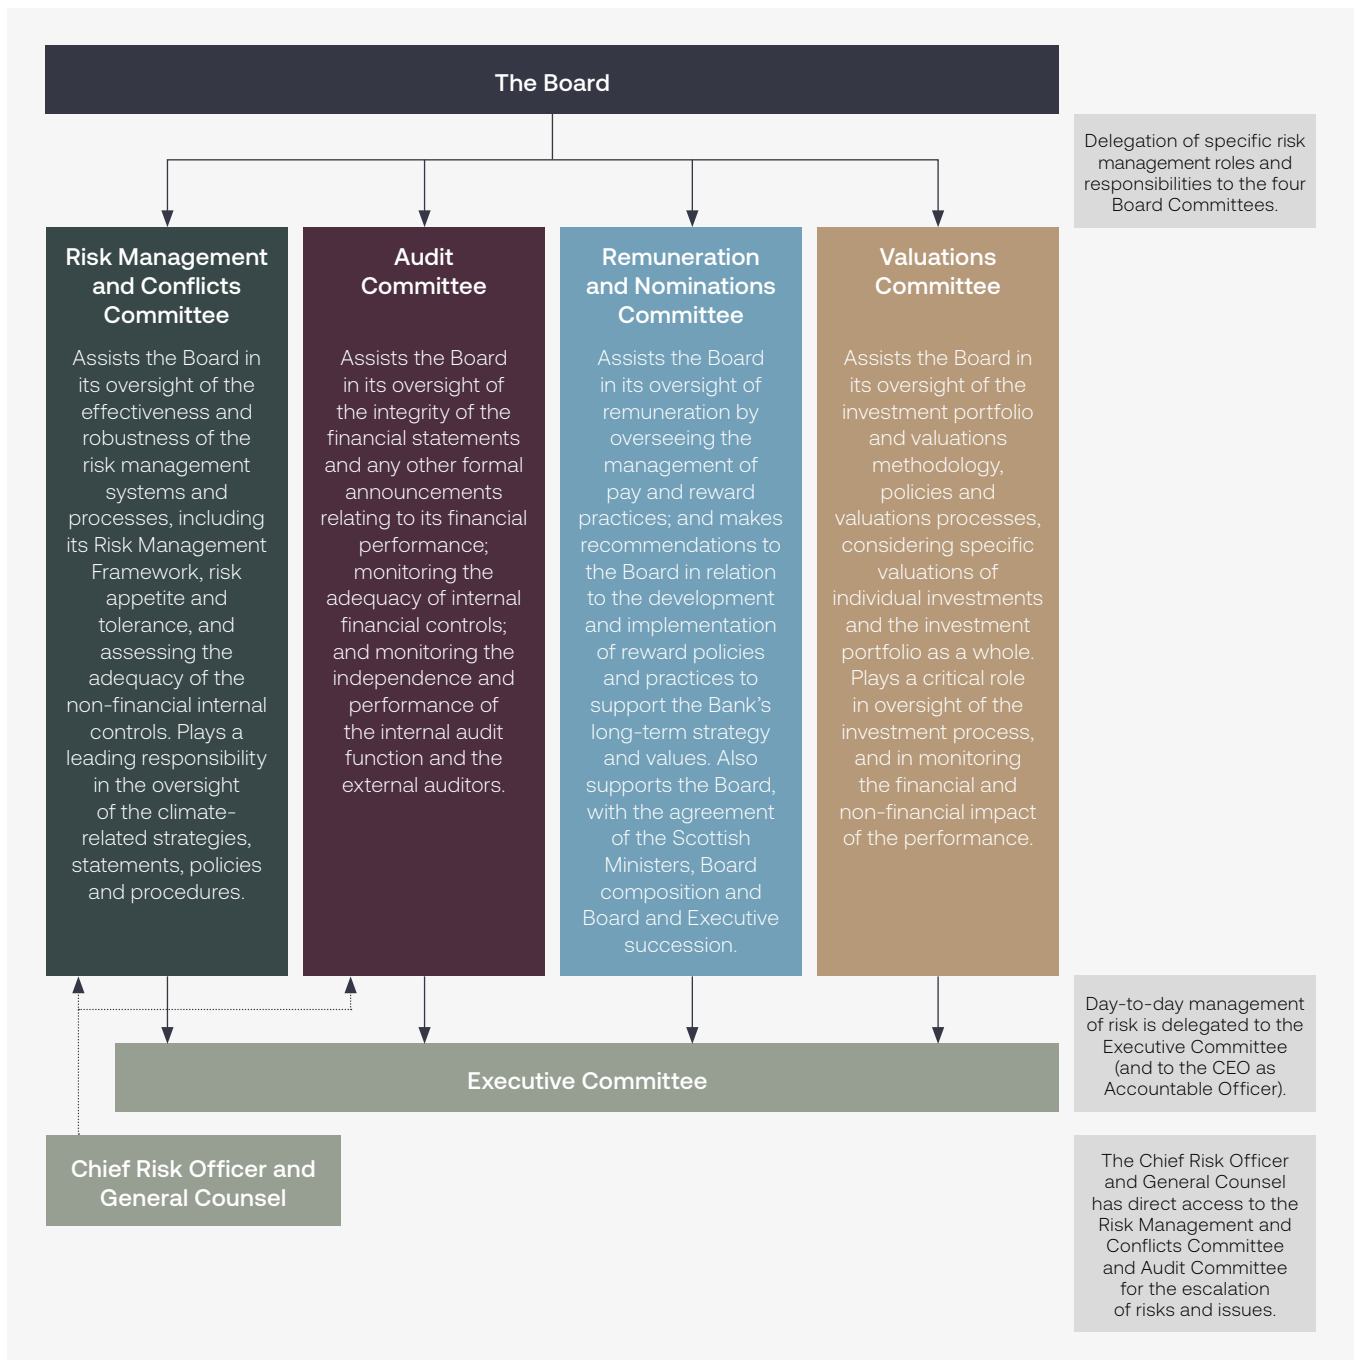 The Board
Delegation of specific risk
management roles and
responsibilities to the four
Board Committees.
Risk Management
and Conflicts
Committee
Assists the Board in
its oversight of the
effectiveness and
robustness of the
risk management
systems and
processes, including
its Risk Management
Framework, risk
appetite and
tolerance, and
assessing the
adequacy of the
non-financial internal
controls. Plays a
leading responsibility
in the oversight
of the climate-
related strategies,
statements, policies
and procedures.
Audit
Committee
Assists the Board
in its oversight of
the integrity of the
financial statements
and any other formal
announcements
relating to its financial
performance;
monitoring the
adequacy of internal
financial controls;
and monitoring the
independence and
performance of
the internal audit
function and the
external auditors.
Remuneration
and Nominations
Committee
Assists the Board
in its oversight of
remuneration by
overseeing the
management of
pay and reward
practices; and makes
recommendations to
the Board in relation
to the development
and implementation
of reward policies
and practices to
support the Bank's
long-term strategy
and values. Also
supports the Board,
with the agreement
of the Scottish
Ministers, Board
composition and
Board and Executive
succession.
Valuations
Committee
Assists the Board in
its oversight of the
investment portfolio
and valuations
methodology,
policies and
valuations processes,
considering specific
valuations of
individual investments
and the investment
portfolio as a whole.
Plays a critical role
in oversight of the
investment process,
and in monitoring
the financial and
non-financial impact
of the performance.
Day-to-day management
of risk is delegated to the
Executive Committee
(and to the CEO as
Accountable Officer).
Executive Committee
Chief Risk Officer and
General Counsel
The Chief Risk Officer
and General Counsel
has direct access to the
Risk Management and
Conflicts Committee
and Audit Committee
for the escalation
of risks and issues.